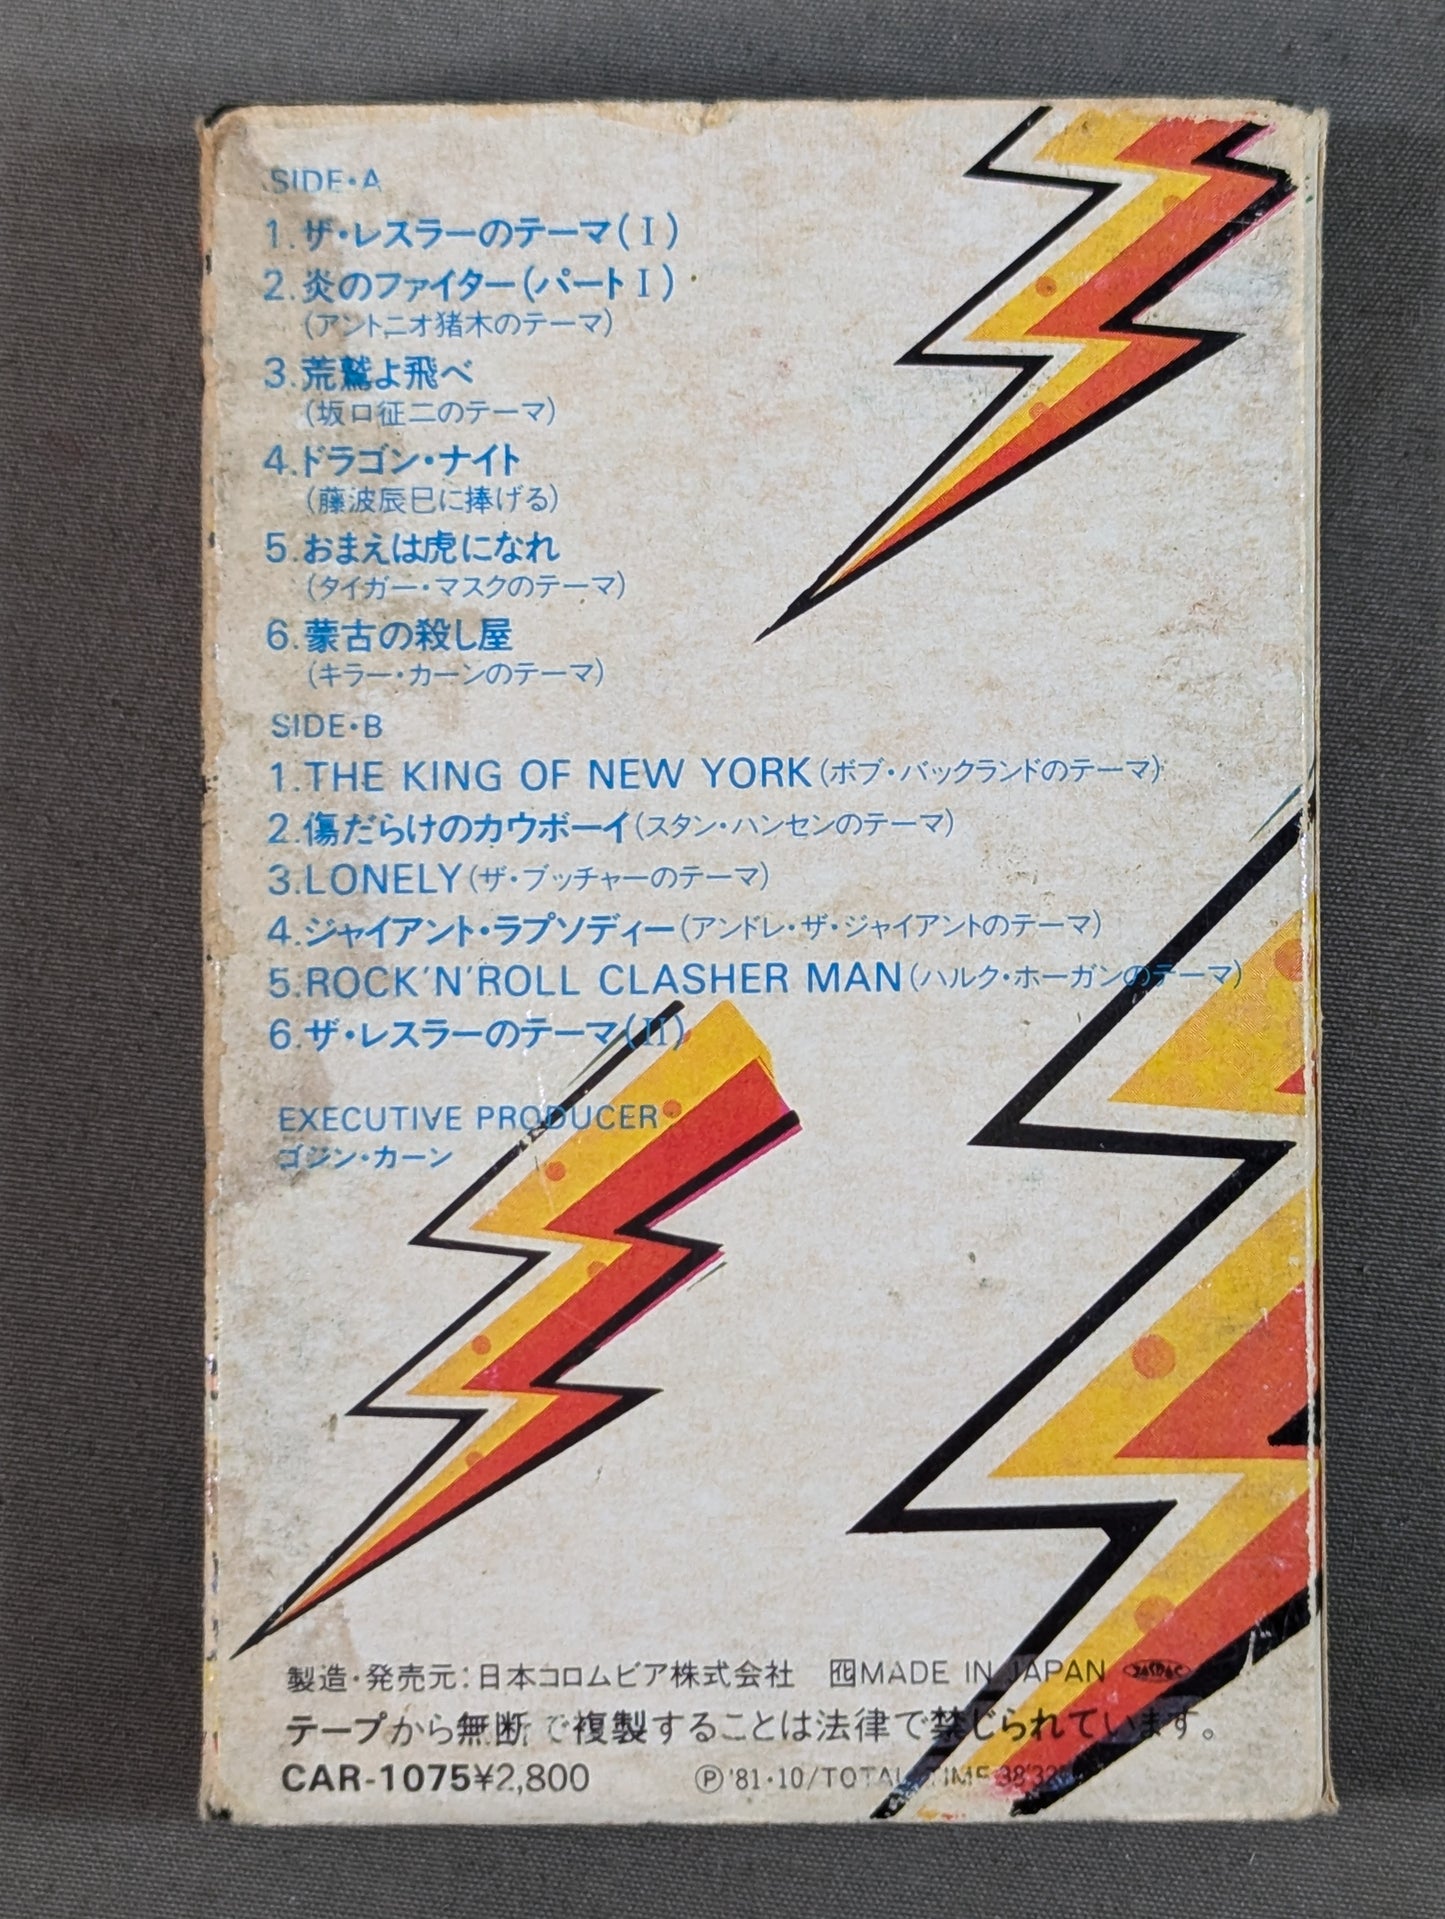 SIDE・A
1.ザ・レスラーのテーマ(Ⅰ)
2.炎のファイター(パートⅠ)
(アントニオ猪木のテーマ)
3.荒鷲よ飛べ
(坂口征二のテーマ)
4.ドラゴン・ナイト
(藤波辰巳に捧げる)
5.おまえは虎になれ
(タイガー・マスクのテーマ)
6.蒙古の殺し屋
(キラー・カーンのテーマ)
SIDE・B
1.THE KING OF NEW YORK(ボブ・バックランドのテーマ)
2.傷だらけのカウボーイ(スタン・ハンセンのテーマ)
3.LONELY(ザ・ブッチャーのテーマ)
4.ジャイアント・ラプソディー(アンドレ・ザ・ジャイアントのテーマ)
5.ROCK'N'ROLL CLASHER MAN(ハルク・ホーガンのテーマ)
6.ザ・レスラーのテーマ(Ⅱ)
EXECUTIVE PRODUCER
ゴジン・カーン
製造・発売元:日本コロムビア株式会社 MADE IN JAPAN JASRAC
テープから無断で複製することは法律で禁じられています。
CAR-1075¥2,800 Ⓟ'81・10/TOTAL TIME